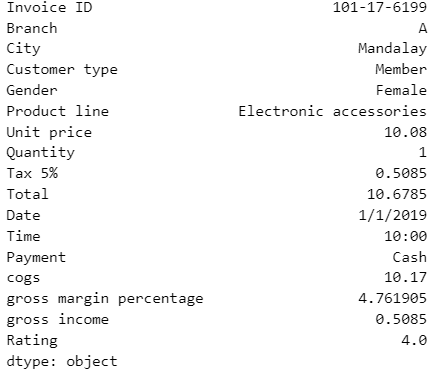 Invoice ID 101-17-6199
Branch A
City Mandalay
Customer type Member
Gender Female
Product line Electronic accessories
Unit price 10.08
Quantity 1
Tax 5% 0.5085
Total 10.6785
Date 1/1/2019
Time 10:00
Payment Cash
cogs 10.17
gross margin percentage 4.761905
gross income 0.5085
Rating 4.0
dtype: object